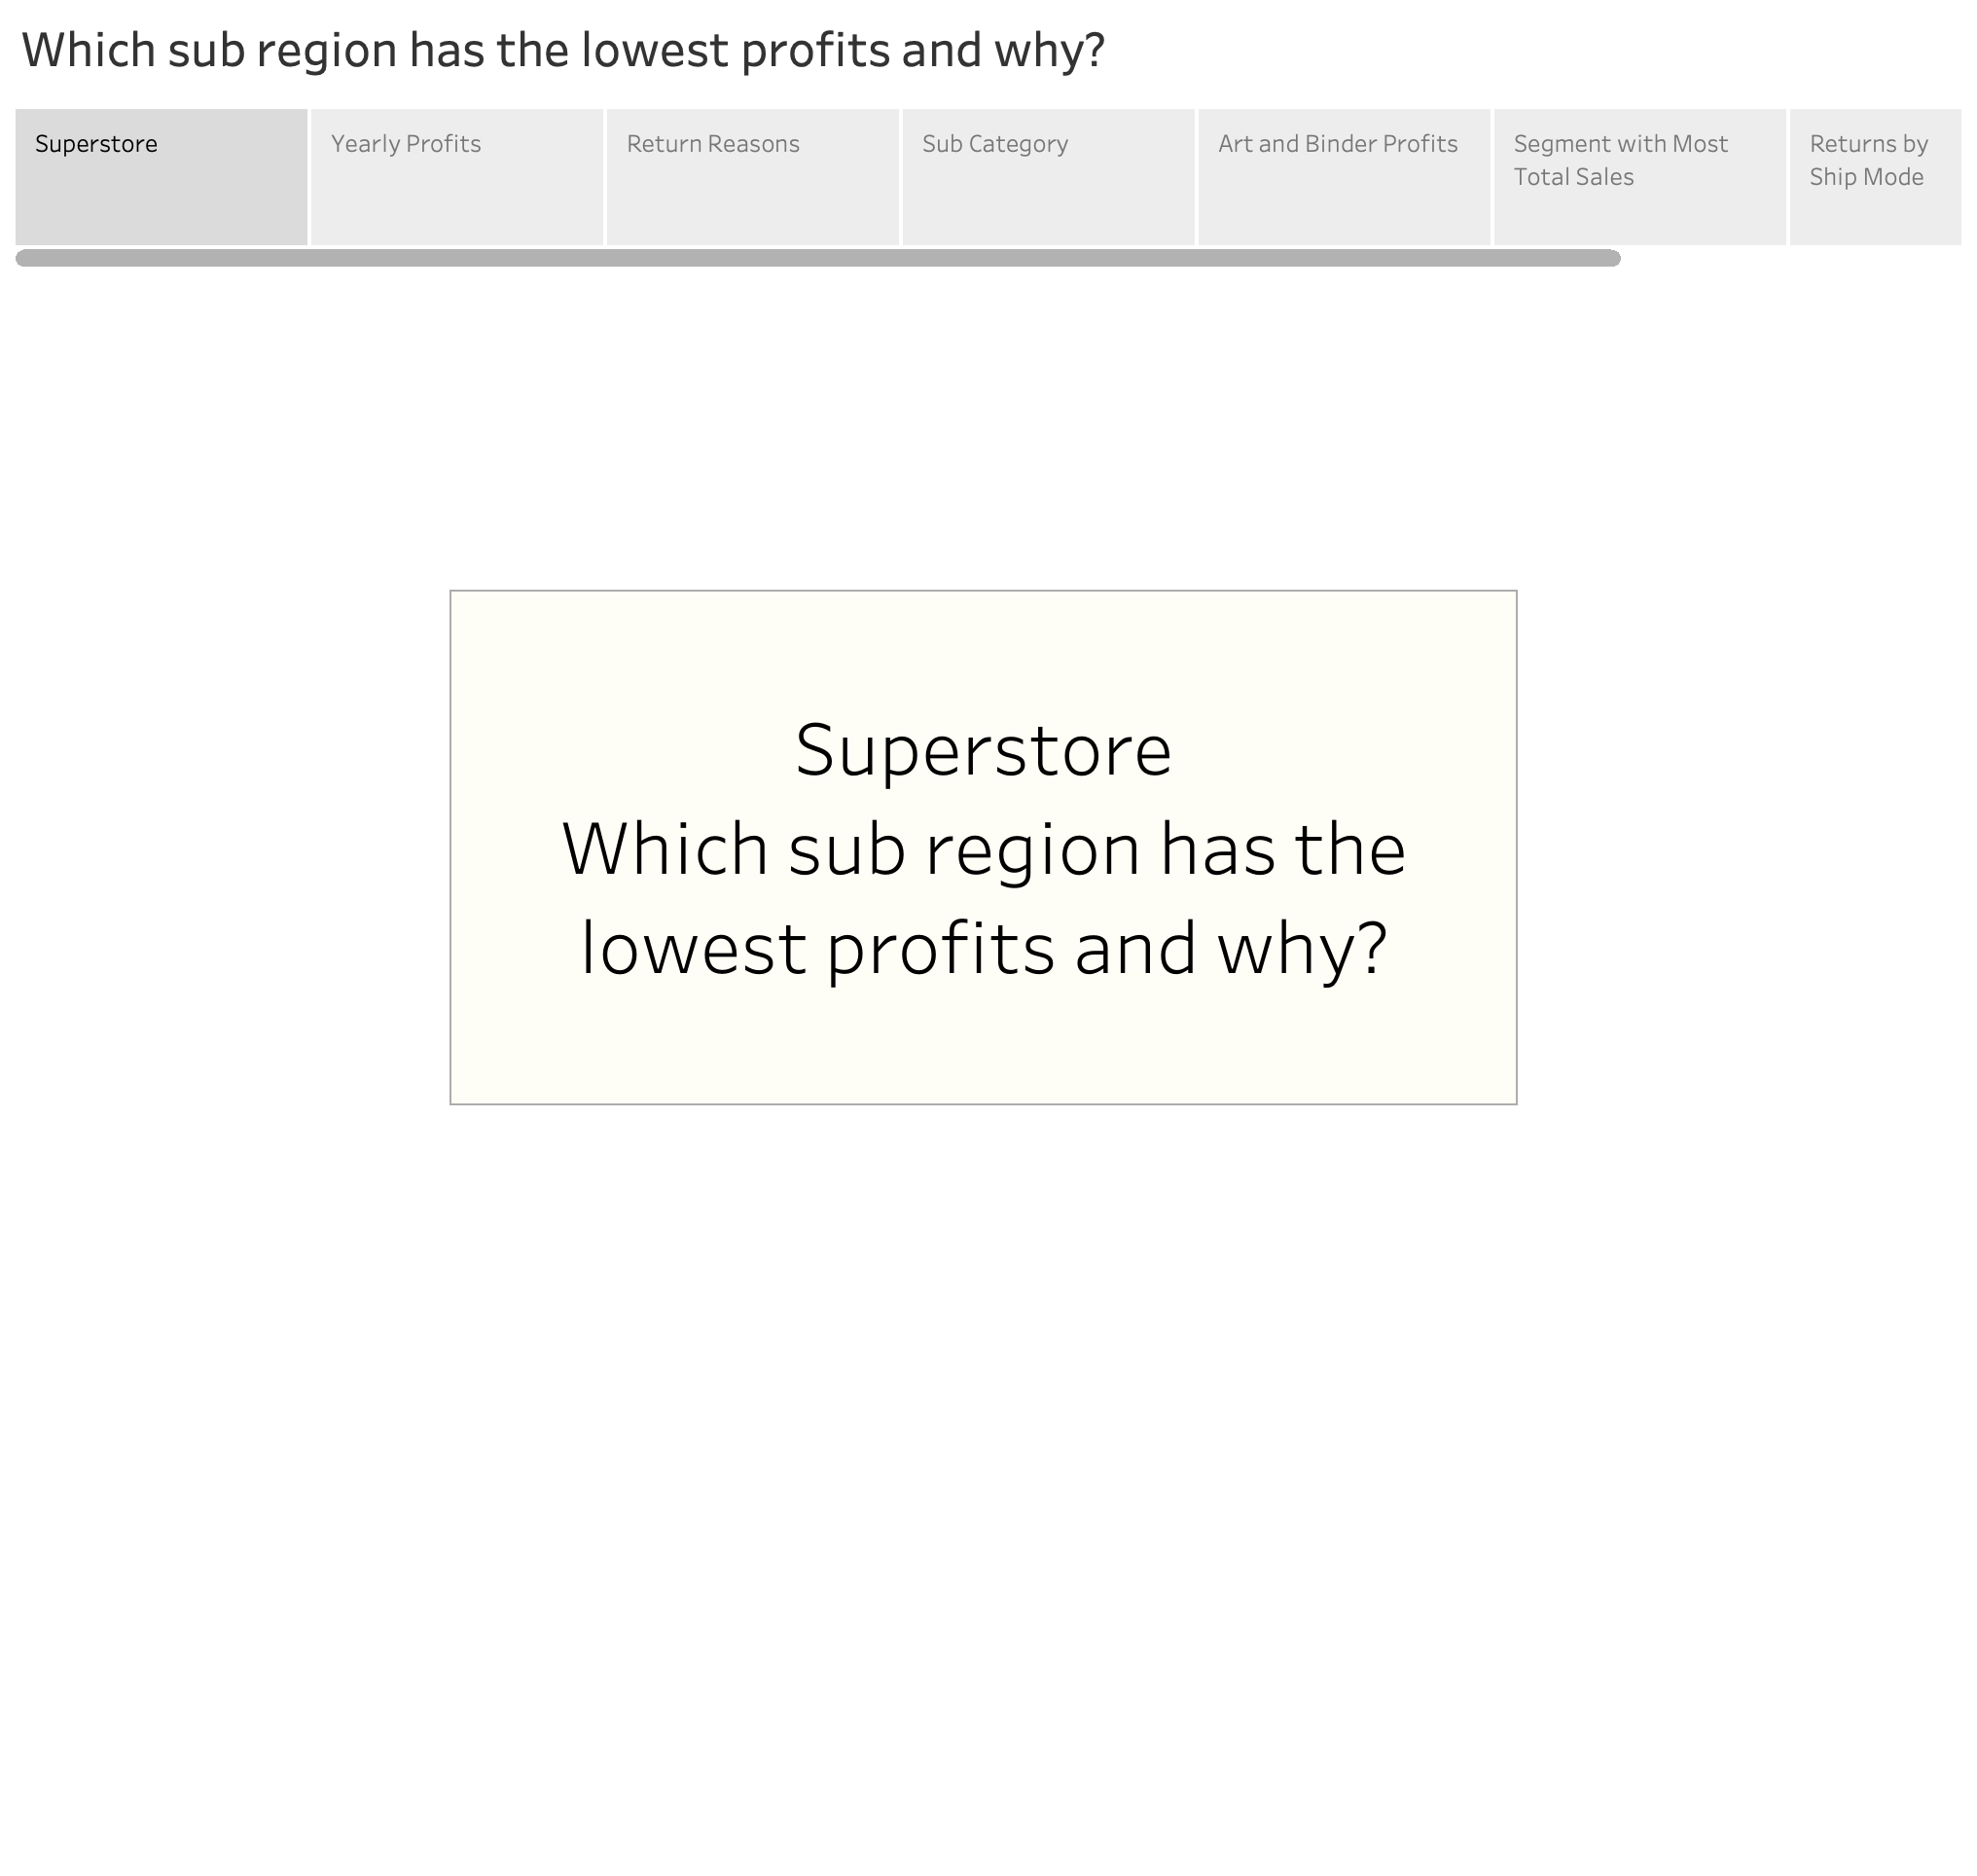 Which sub region has the lowest profits and why?
Superstore
Yearly Profits
Return Reasons
Sub Category
Art and Binder Profits
Segment with Most
Total Sales
Returns by
Ship Mode
Superstore
Which sub region has the
lowest profits and why?